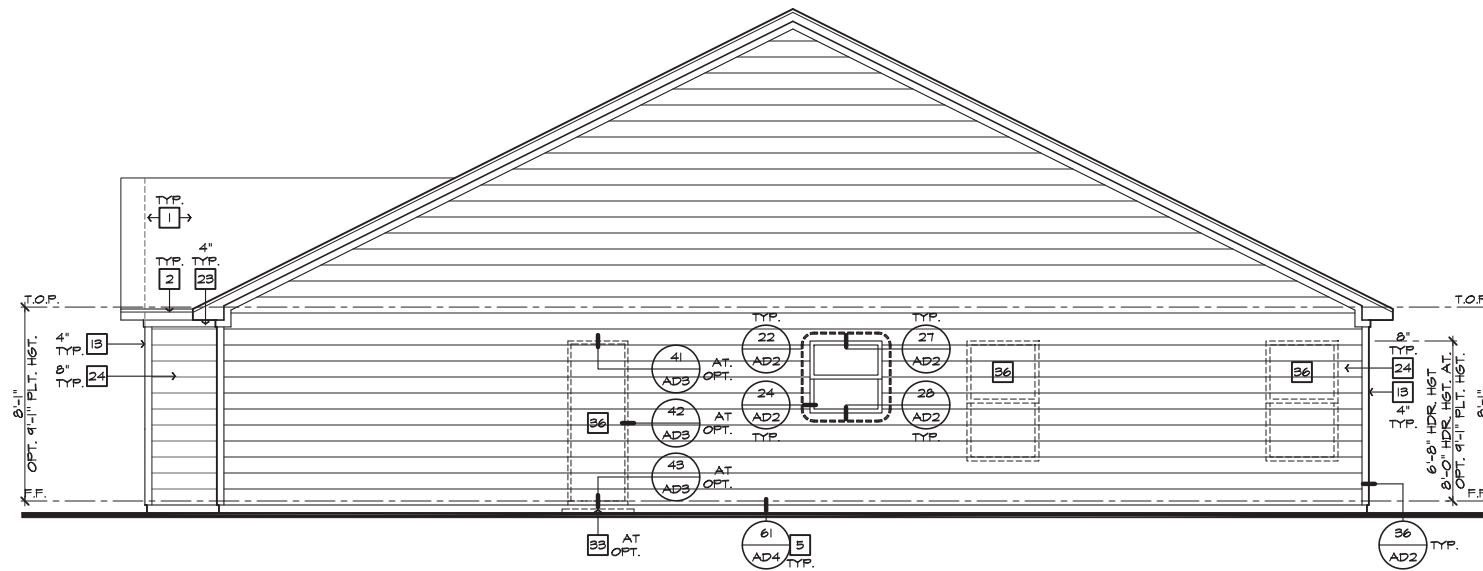 TYP.
1
4"
TYP.
2
23
T.O.P.
T.O.P
4"
TYP.
13
8"
TYP.
24
8'-1"
OPT. 9'-1" PLT. HGT.
F.F.
TYP.
22
AD2
TYP.
27
AD2
41
AD3
AT
OPT.
24
AD2
TYP.
28
AD2
TYP.
36
42
AD3
AT
OPT.
43
AD3
AT
OPT.
36
36
8"
TYP.
24
13
4"
TYP.
6'-8" HDR. HGT
8'-0" HDR. HGT. AT.
OPT. 9'-1" PLT. HGT.
8'-1"
F.F
33
AT
OPT.
61
AD4
5
TYP.
36
AD2
TYP.